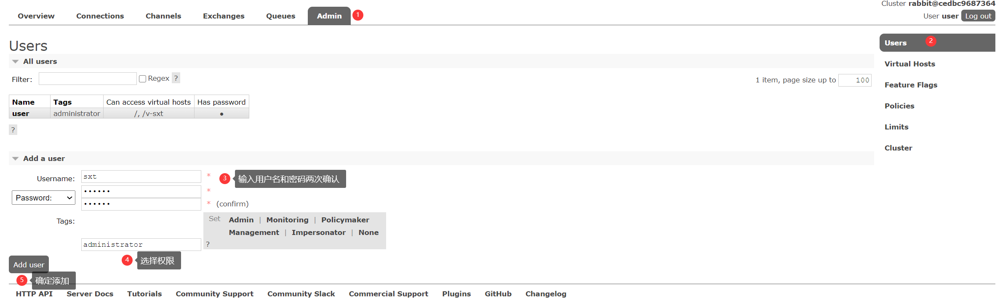 Cluster rabbit@cedbc9687364
Overview Connections Channels Exchanges Queues Admin 1
User user Log out
Users
All users
Filter: Regex ?
1 item, page size up to 100
Name Tags Can access virtual hosts Has password
user administrator /, /v-sxt ●
?
Add a user
Username: sxt * 3 输入用户名和密码两次确认
Password: •••••• *
•••••• * (confirm)
Tags: Set Admin | Monitoring | Policymaker
Management | Impersonator | None
administrator ?
4 选择权限
Add user
5 确定添加
Users 2
Virtual Hosts
Feature Flags
Policies
Limits
Cluster
HTTP API Server Docs Tutorials Community Support Community Slack Commercial Support Plugins GitHub Changelog